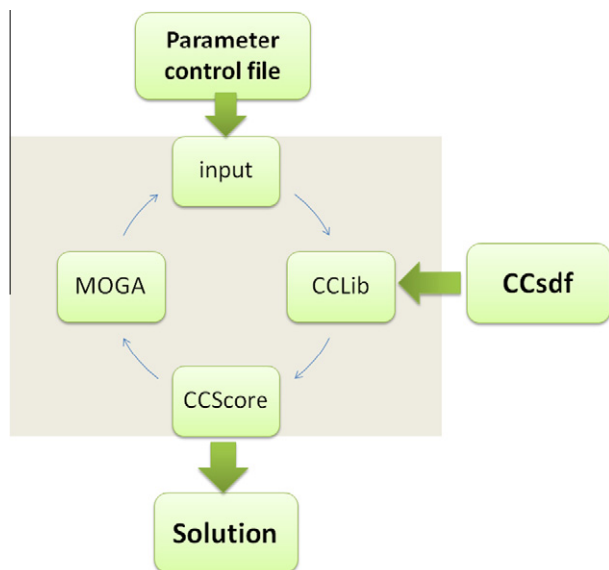 Parameter
control file
input
MOGA
CCLib
CCsdf
CCScore
Solution